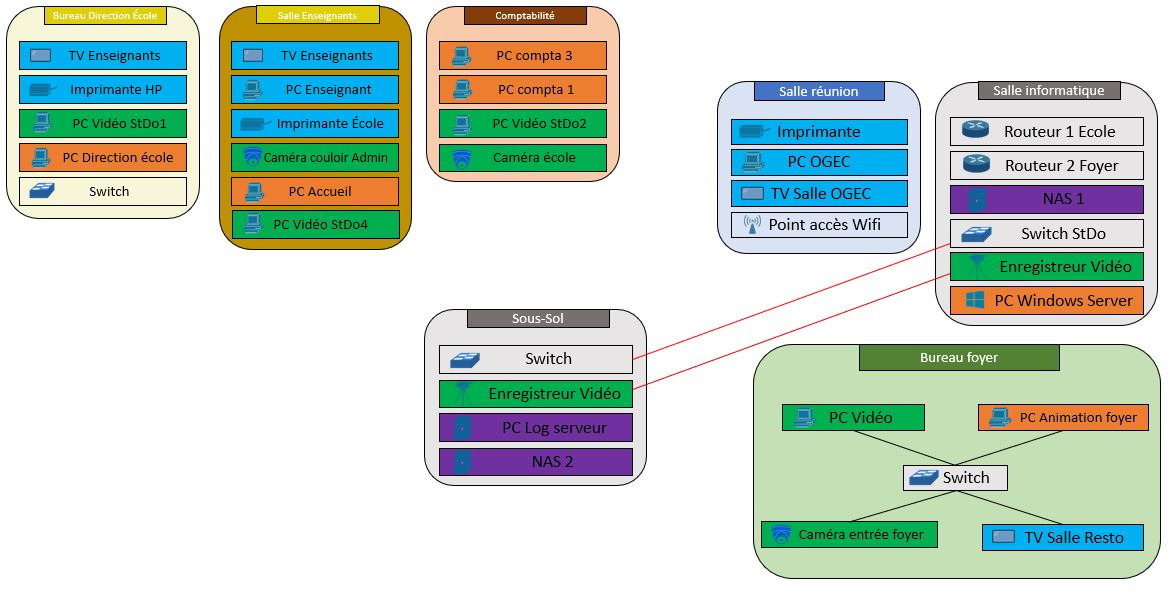 Bureau Direction École
TV Enseignants
Imprimante HP
PC Vidéo StDo1
PC Direction école
Switch
Salle Enseignants
TV Enseignants
PC Enseignant
Imprimante École
Caméra couloir Admin
PC Accueil
PC Vidéo StDo4
Comptabilité
PC compta 3
PC compta 1
PC Vidéo StDo2
Caméra école
Salle réunion
Imprimante
PC OGEC
TV Salle OGEC
Point accès Wifi
Salle informatique
Routeur 1 Ecole
Routeur 2 Foyer
NAS 1
Switch StDo
Enregistreur Vidéo
PC Windows Server
Sous-Sol
Switch
Enregistreur Vidéo
PC Log serveur
NAS 2
Bureau foyer
PC Vidéo
PC Animation foyer
Switch
Caméra entrée foyer
TV Salle Resto